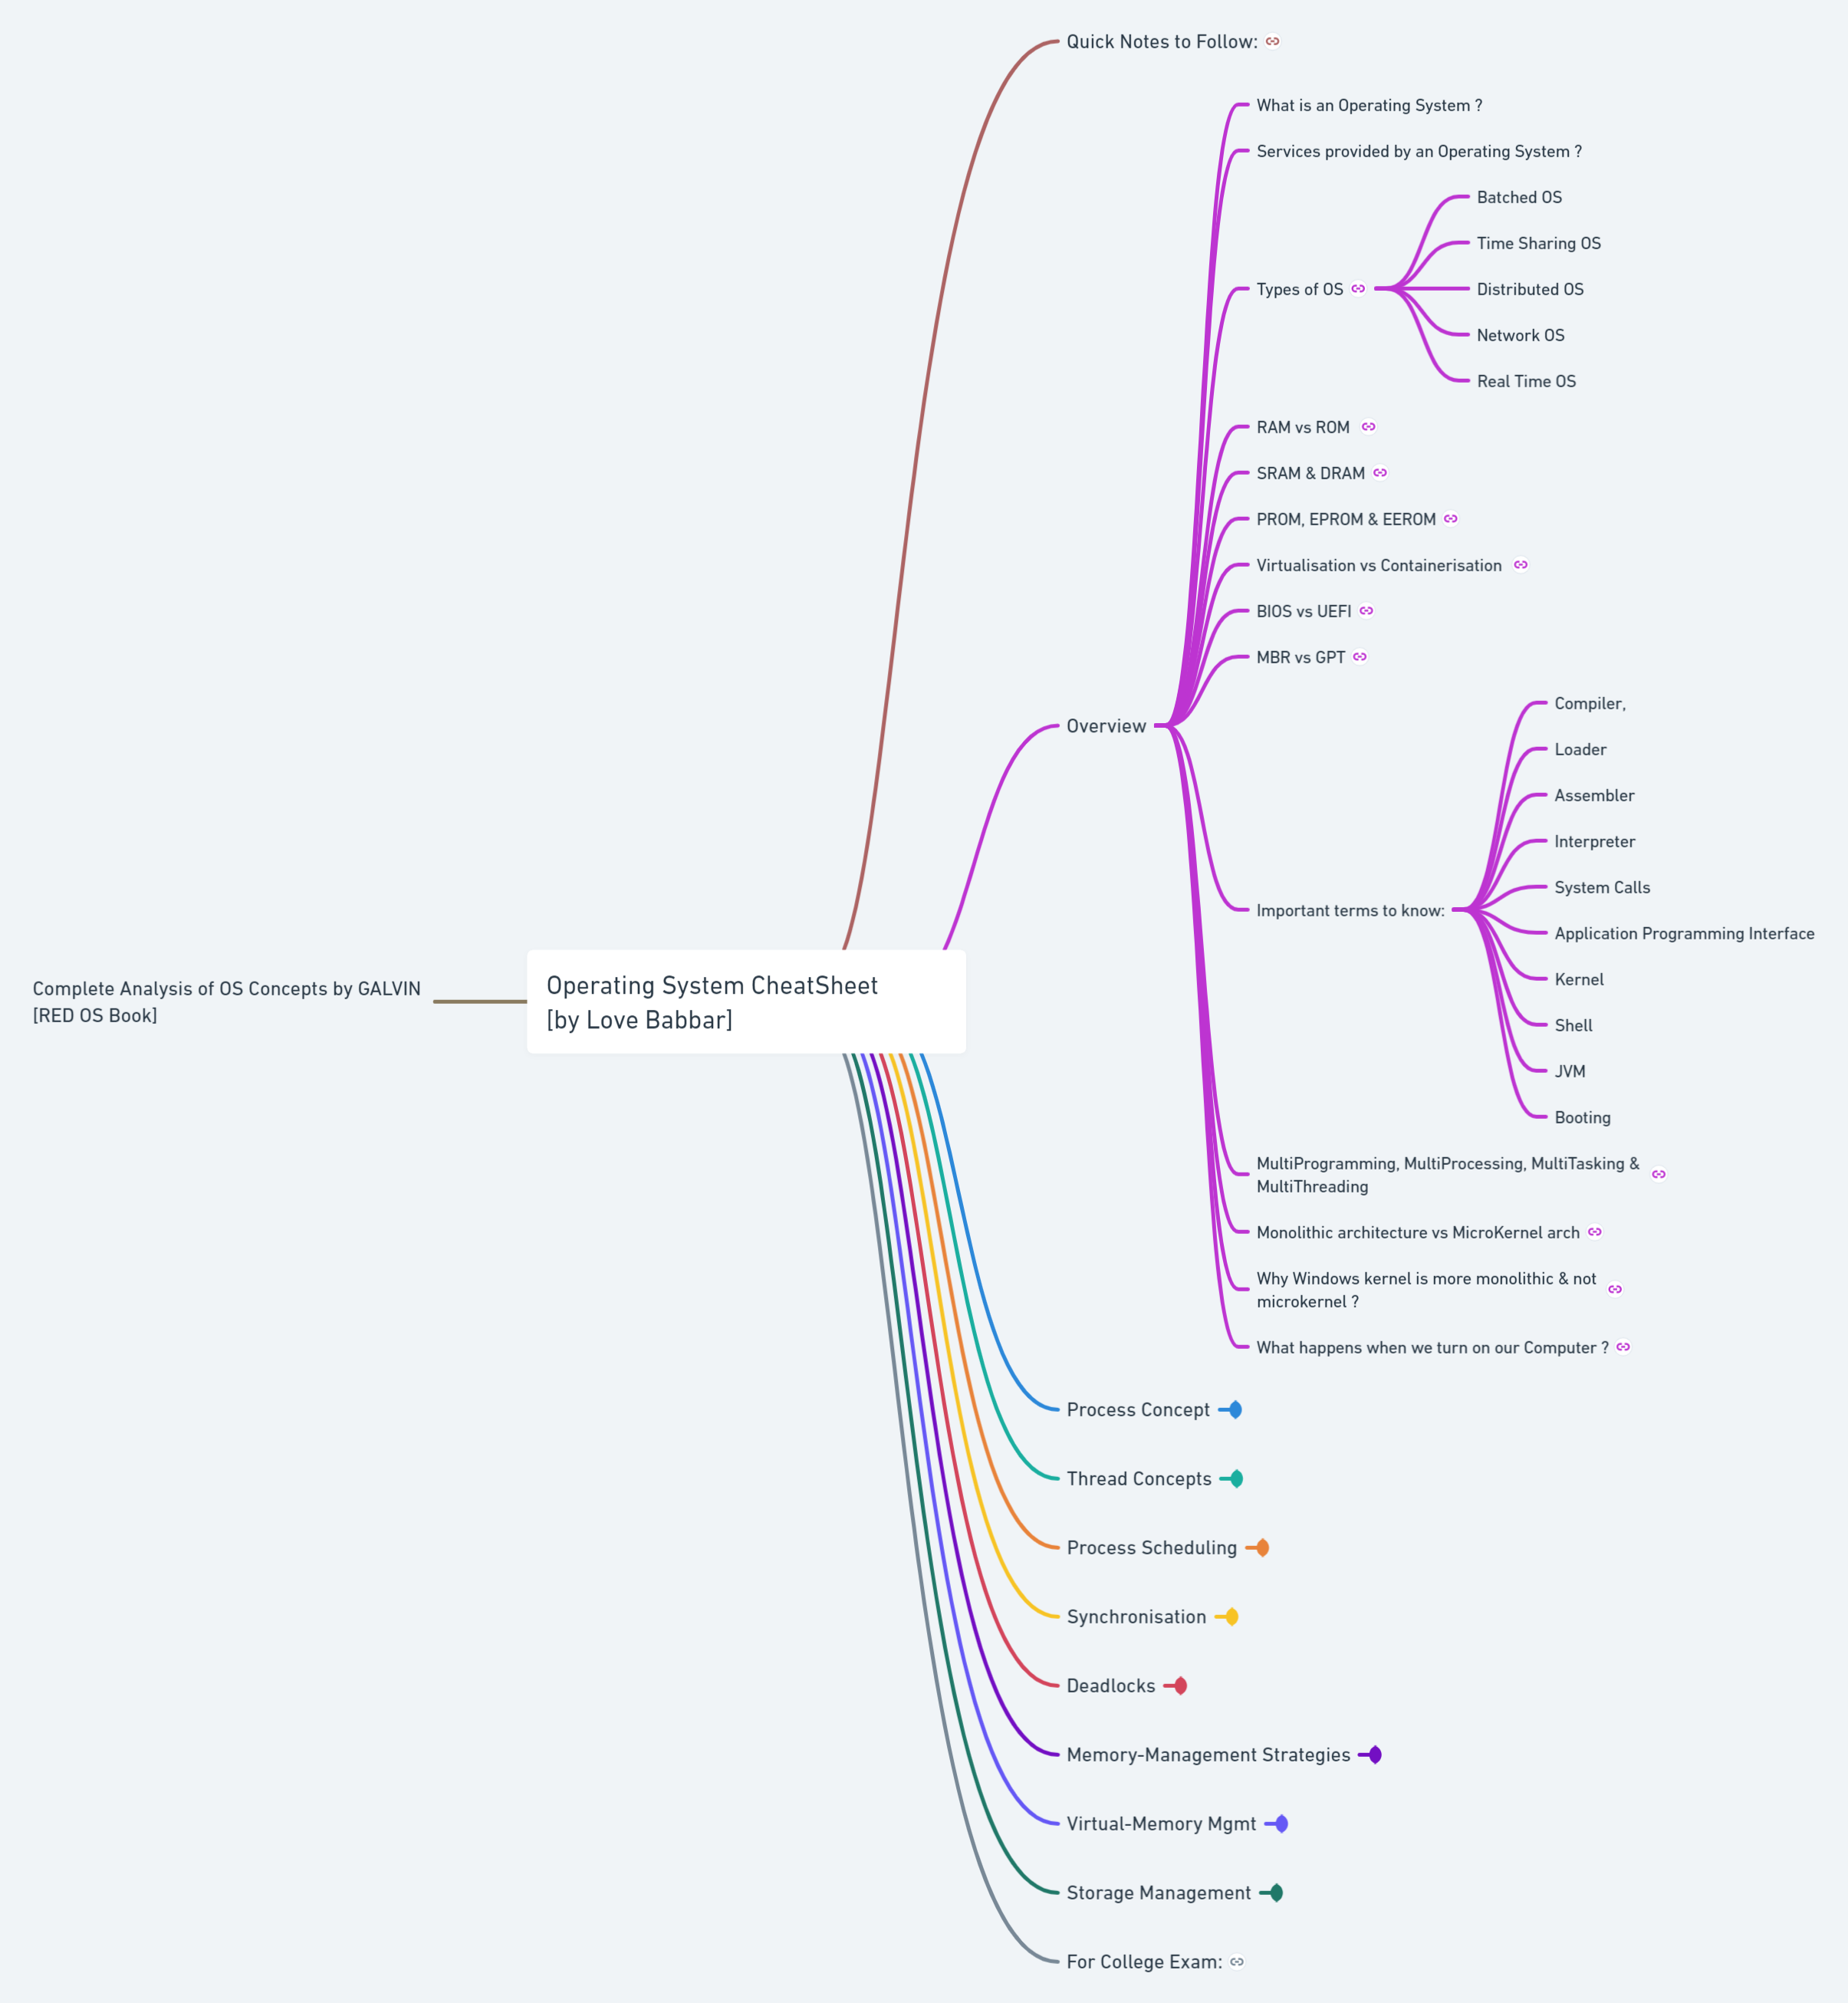 Quick Notes to Follow:
What is an Operating System ?
Services provided by an Operating System ?
Types of OS
Batched OS
Time Sharing OS
Distributed OS
Network OS
Real Time OS
RAM vs ROM
SRAM & DRAM
PROM, EPROM & EEROM
Virtualisation vs Containerisation
BIOS vs UEFI
MBR vs GPT
Overview
Important terms to know:
Compiler,
Loader
Assembler
Interpreter
System Calls
Application Programming Interface
Kernel
Shell
JVM
Booting
MultiProgramming, MultiProcessing, MultiTasking &
MultiThreading
Monolithic architecture vs MicroKernel arch
Why Windows kernel is more monolithic & not
microkernel ?
What happens when we turn on our Computer ?
Complete Analysis of OS Concepts by GALVIN
[RED OS Book]
Operating System CheatSheet
[by Love Babbar]
Process Concept
Thread Concepts
Process Scheduling
Synchronisation
Deadlocks
Memory-Management Strategies
Virtual-Memory Mgmt
Storage Management
For College Exam: